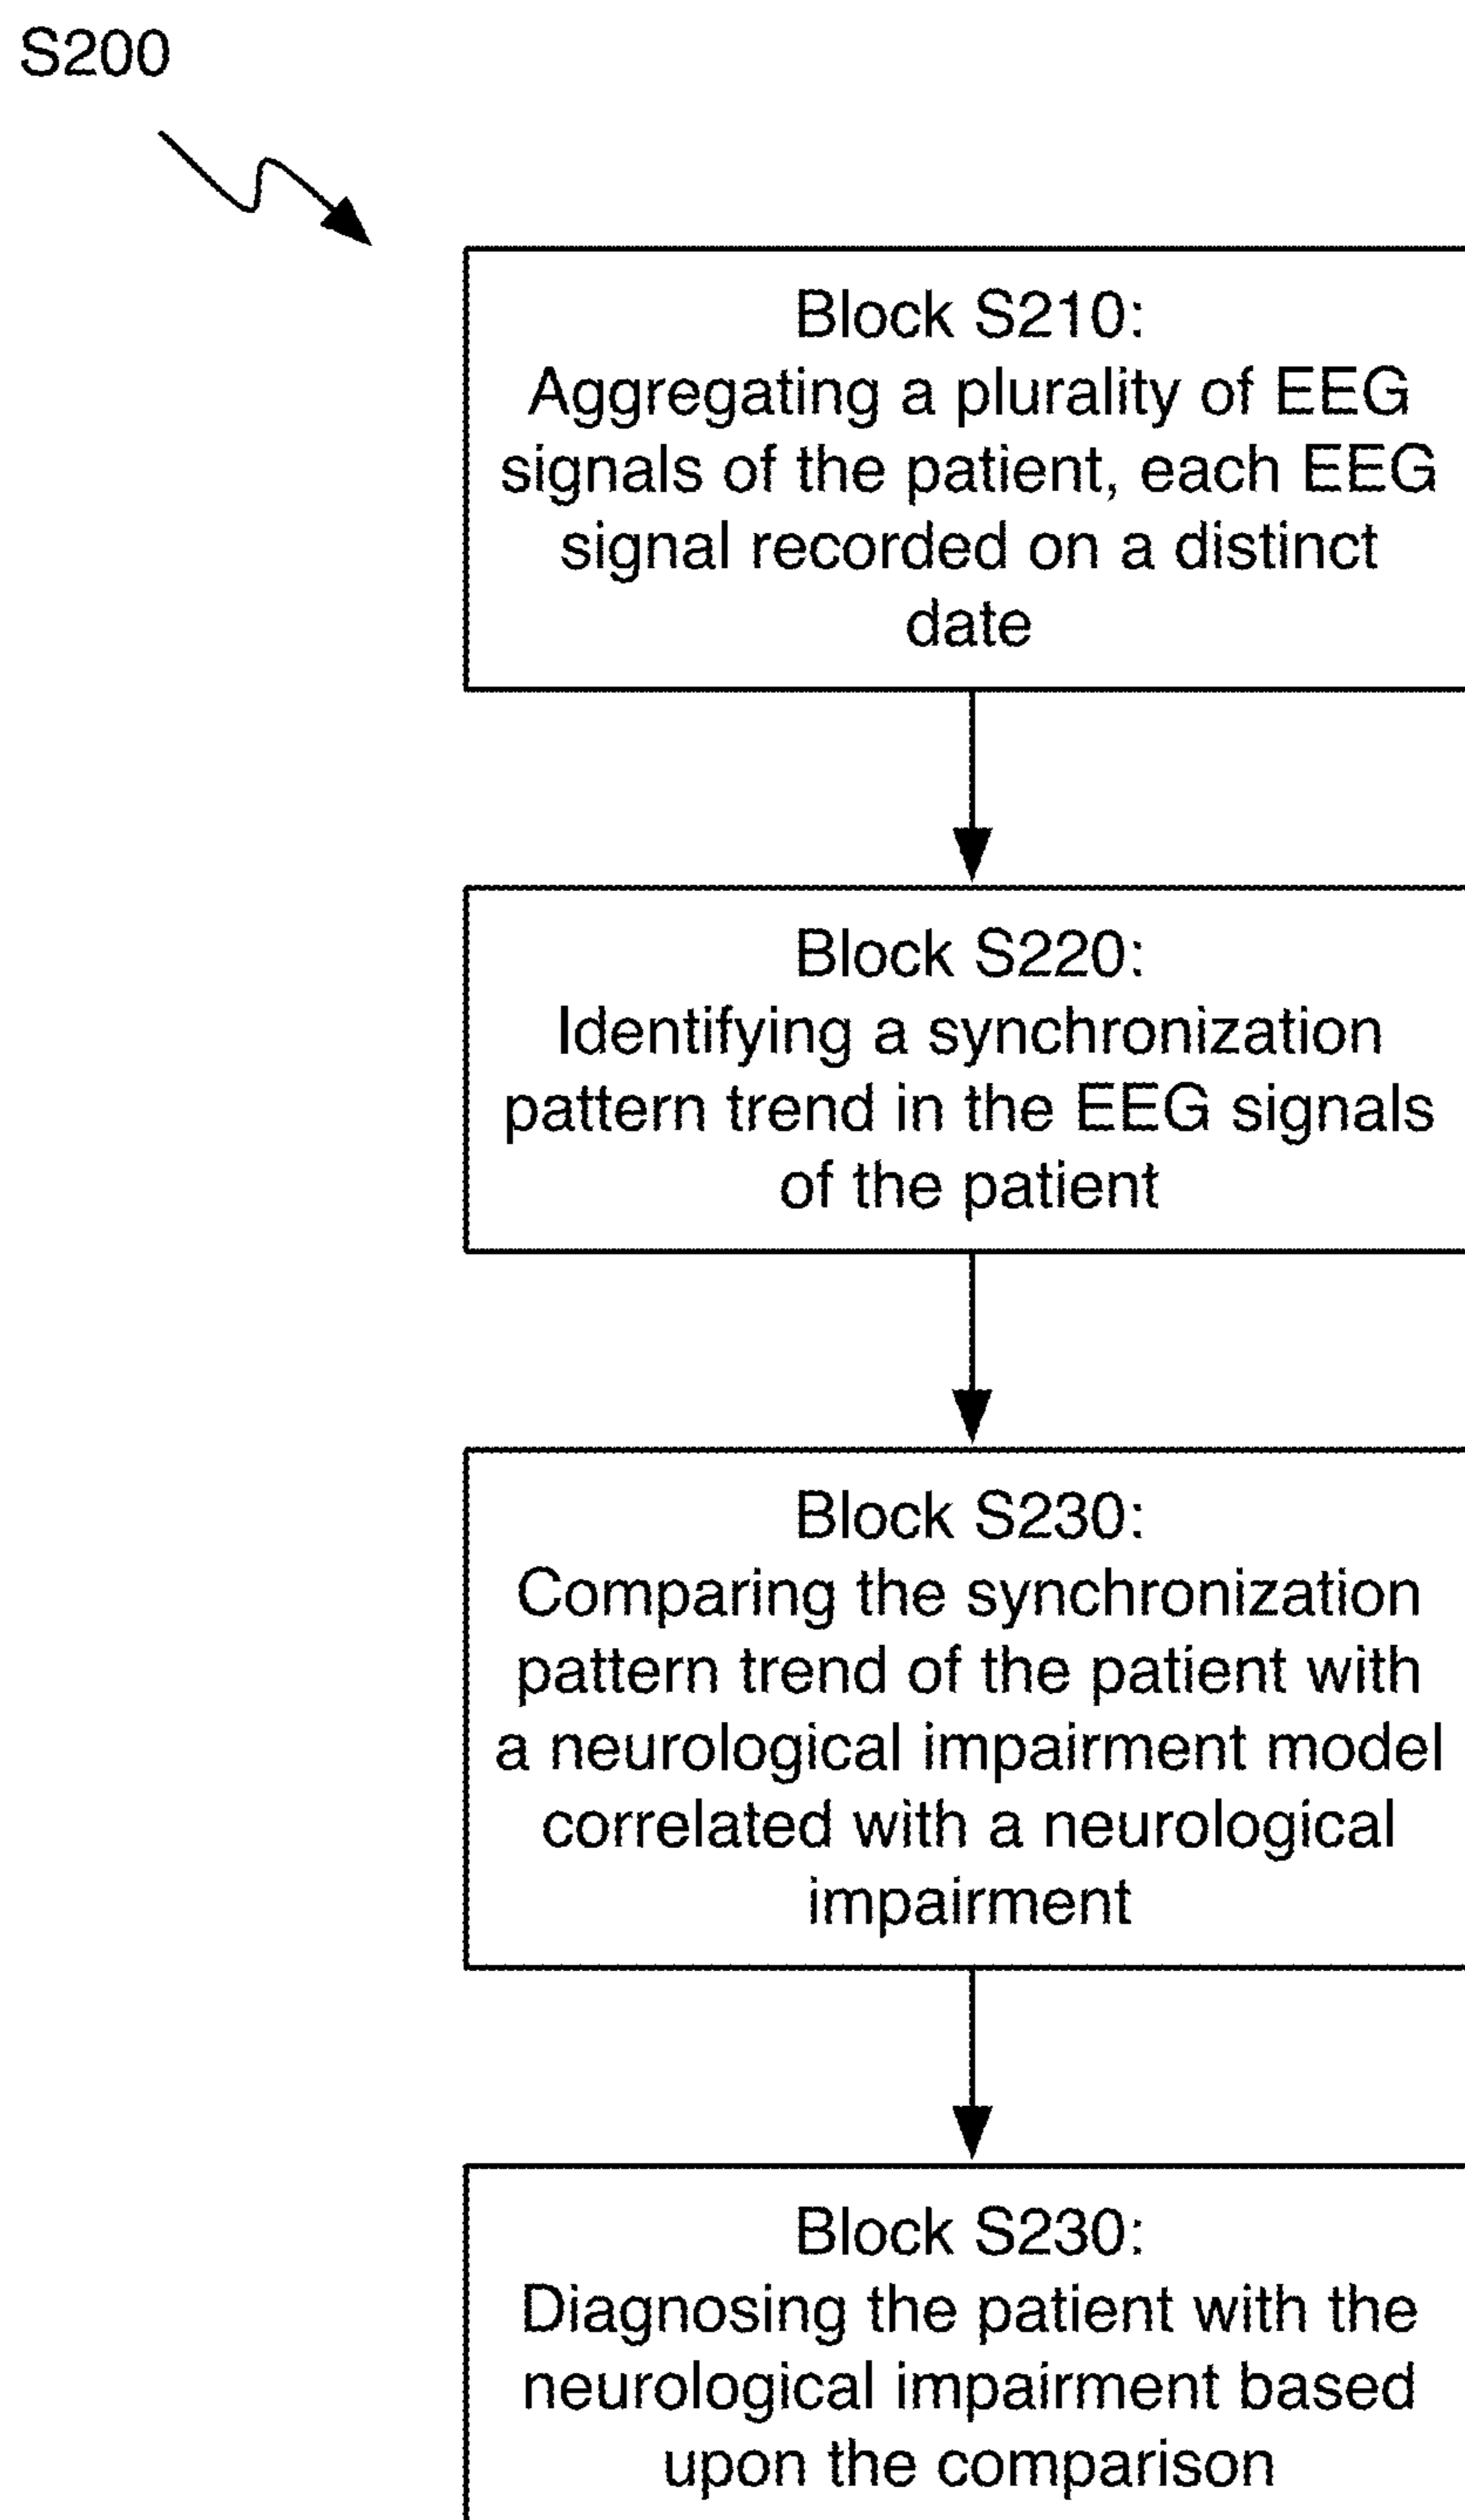 S200
Block S210:
Aggregating a plurality of EEG
signals of the patient, each EEG
signal recorded on a distinct
date
Block S220:
Identifying a synchronization
pattern trend in the EEG signals
of the patient
Block S230:
Comparing the synchronization
pattern trend of the patient with
a neurological impairment model
correlated with a neurological
impairment
Block S230:
Diagnosing the patient with the
neurological impairment based
upon the comparison